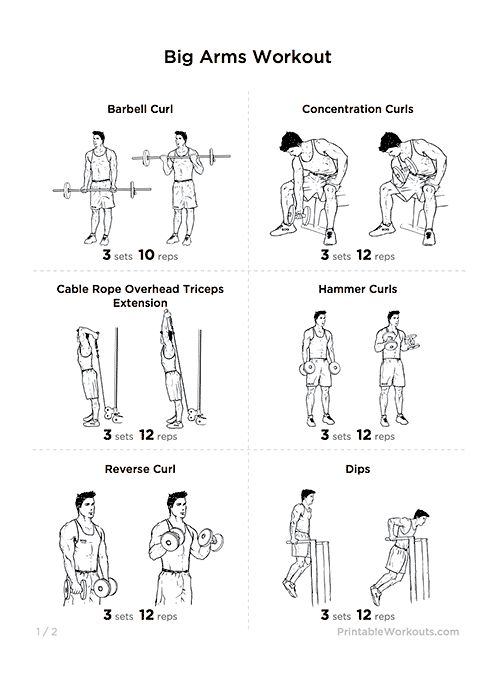 Big Arms Workout
Barbell Curl
3 sets 10 reps
Concentration Curls
3 sets 12 reps
Cable Rope Overhead Triceps
Extension
3 sets 12 reps
Hammer Curls
3 sets 12 reps
Reverse Curl
3 sets 12 reps
Dips
3 sets 12 reps
1 / 2
PrintableWorkouts.com